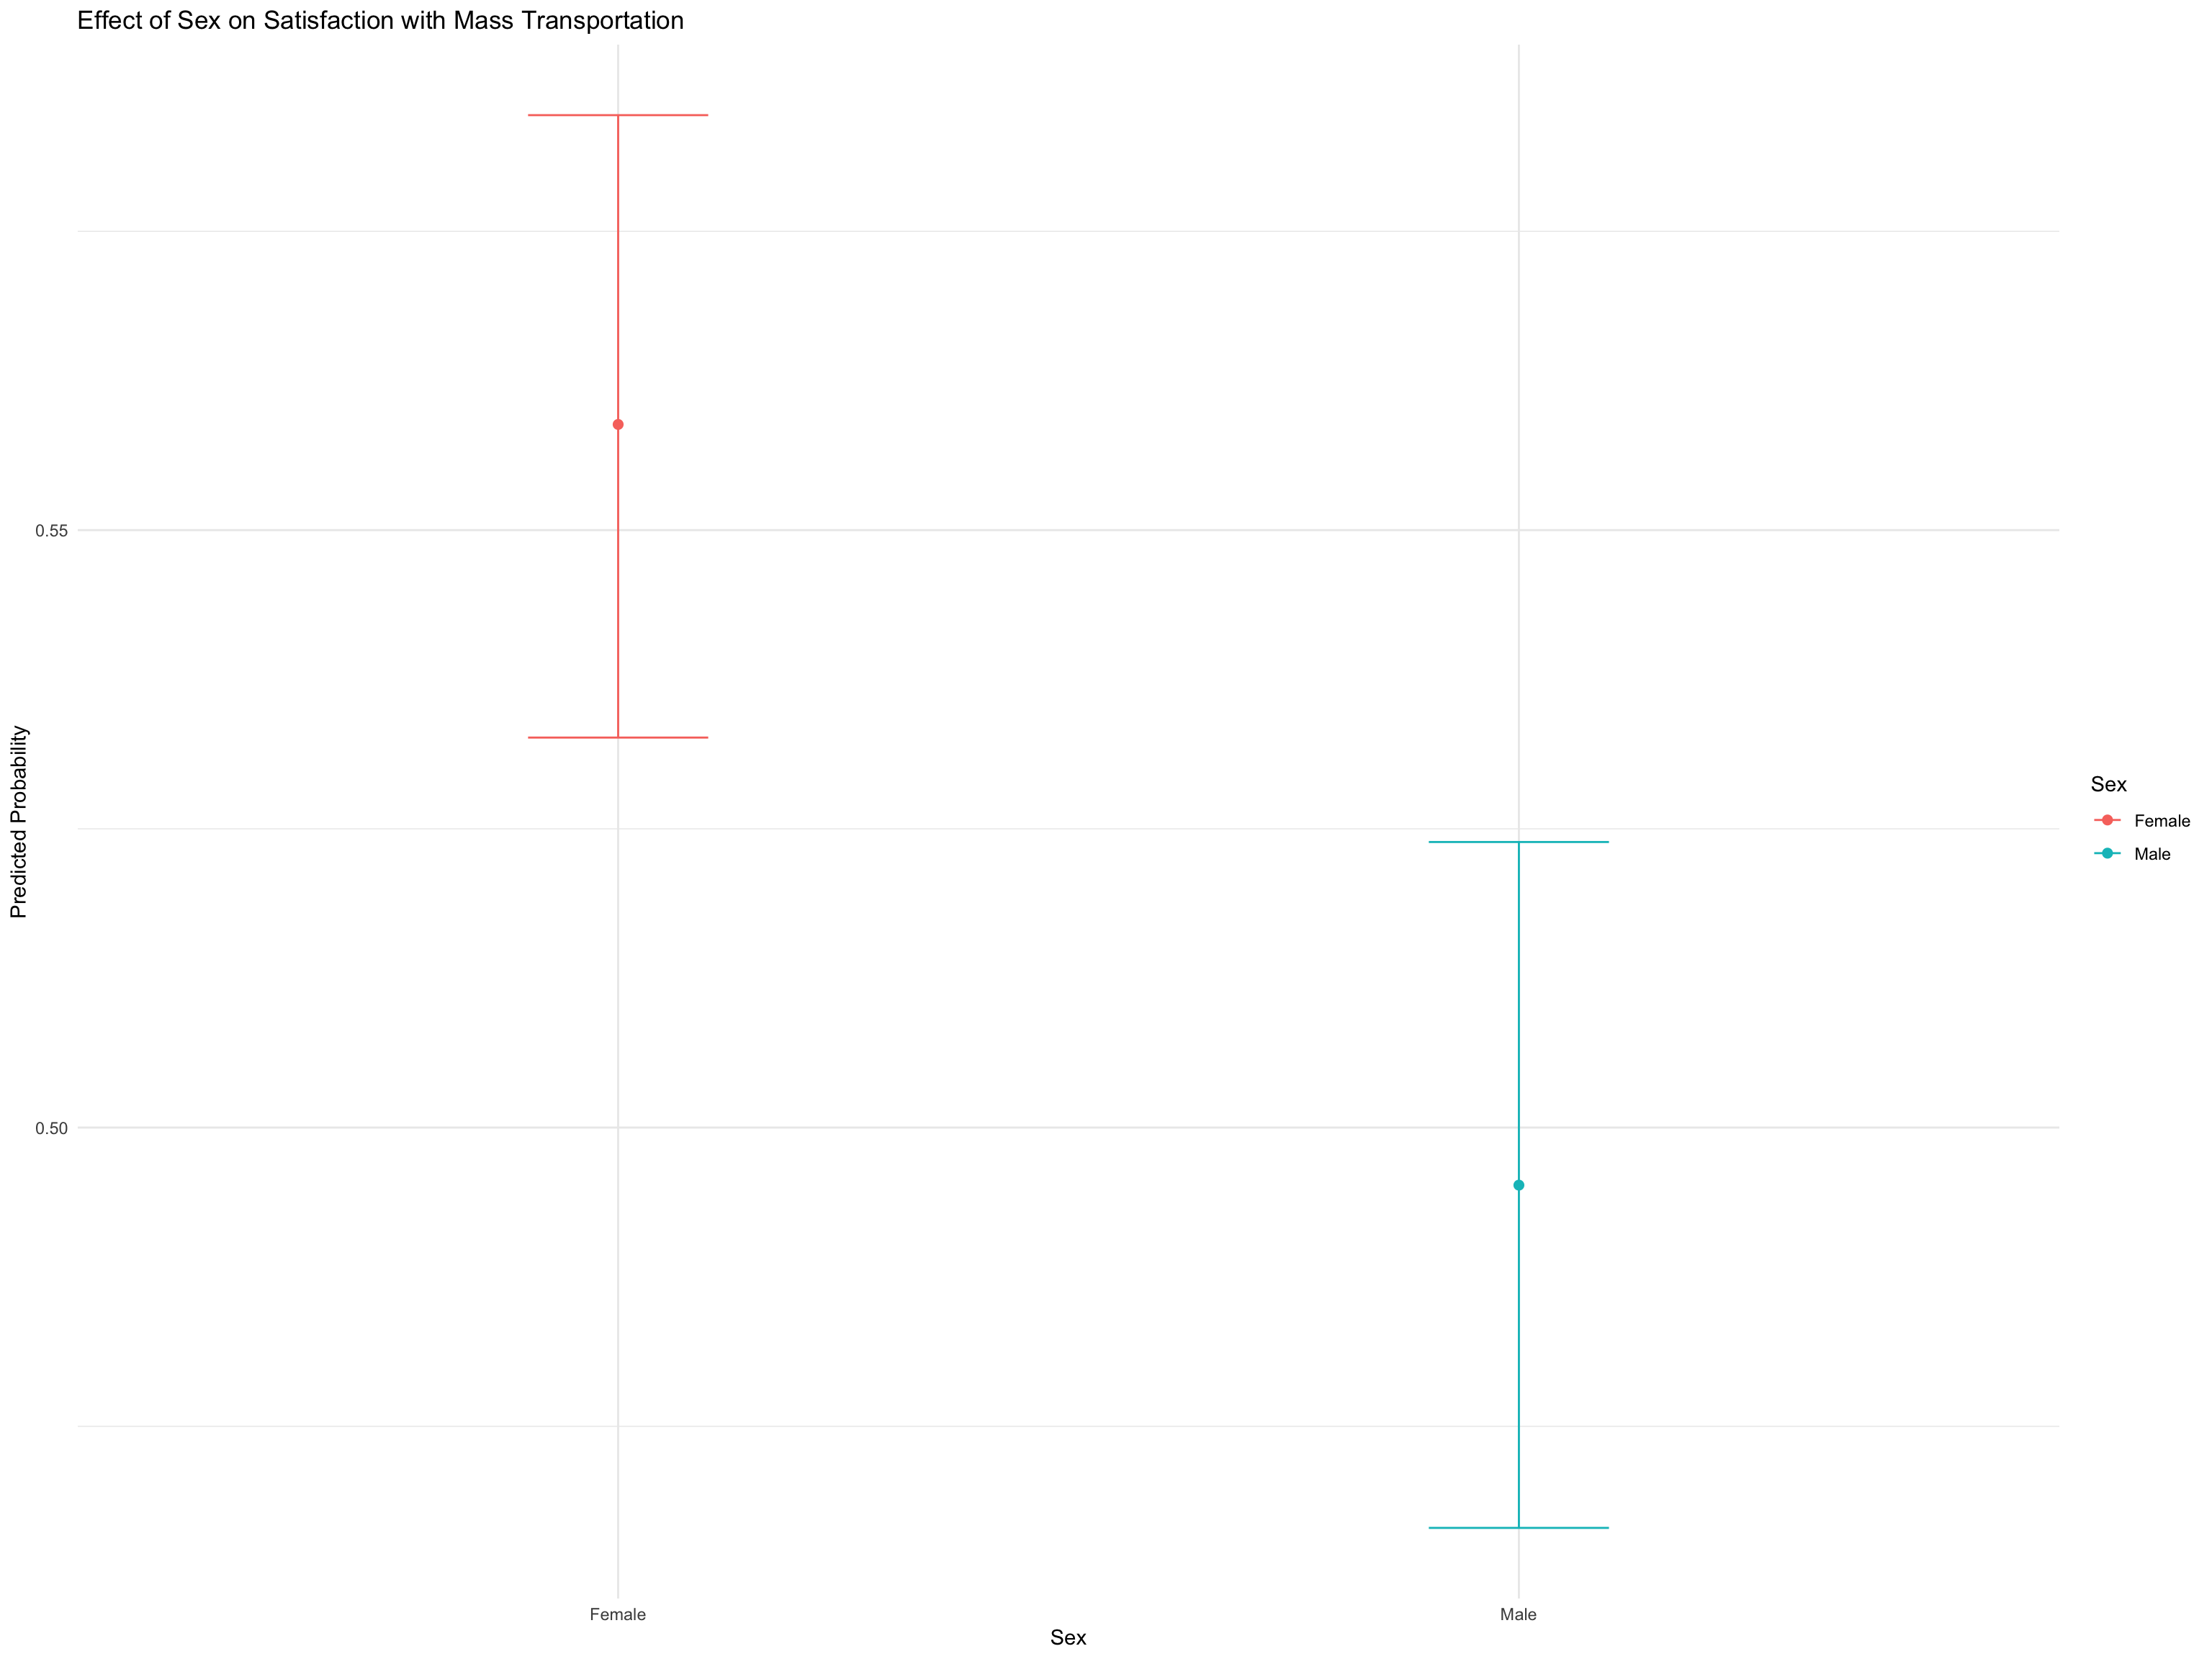 Effect of Sex on Satisfaction with Mass Transportation
Predicted Probability
0.55
0.50
Female
Male
Sex
Sex
Female
Male